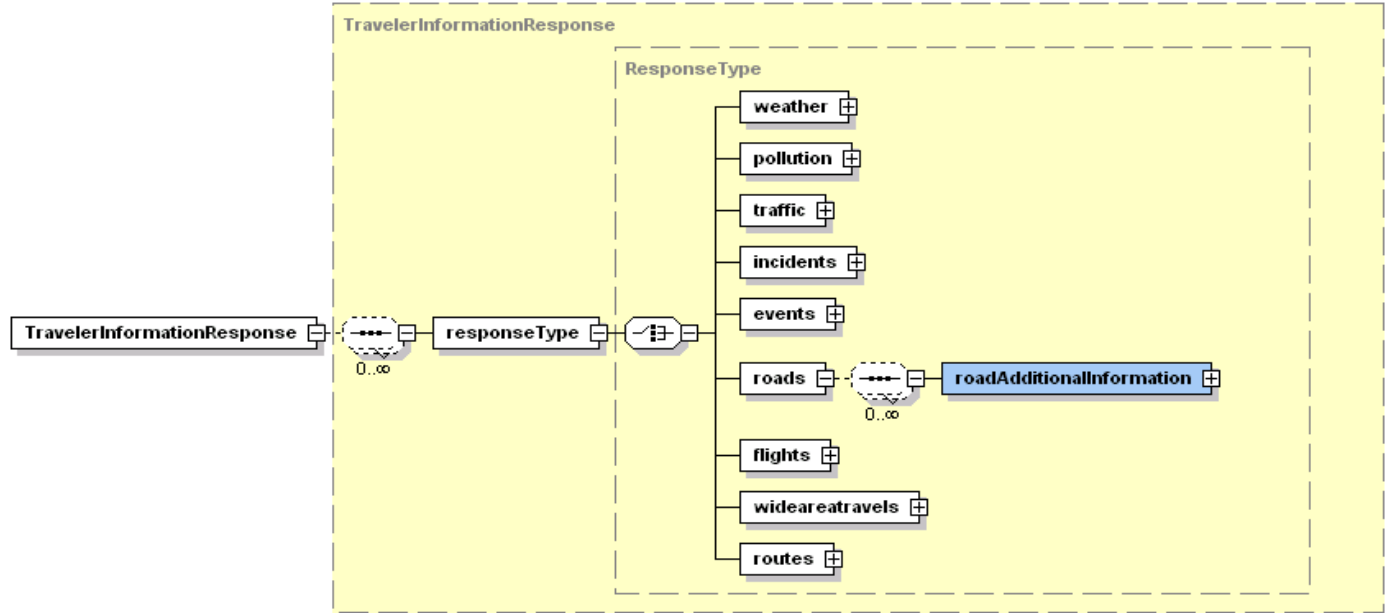 TravelerInformationResponse
ResponseType
weather
pollution
traffic
incidents
events
TravelerInformationResponse
0..∞
responseType
roads
0..∞
roadAdditionalInformation
flights
wideareatravels
routes